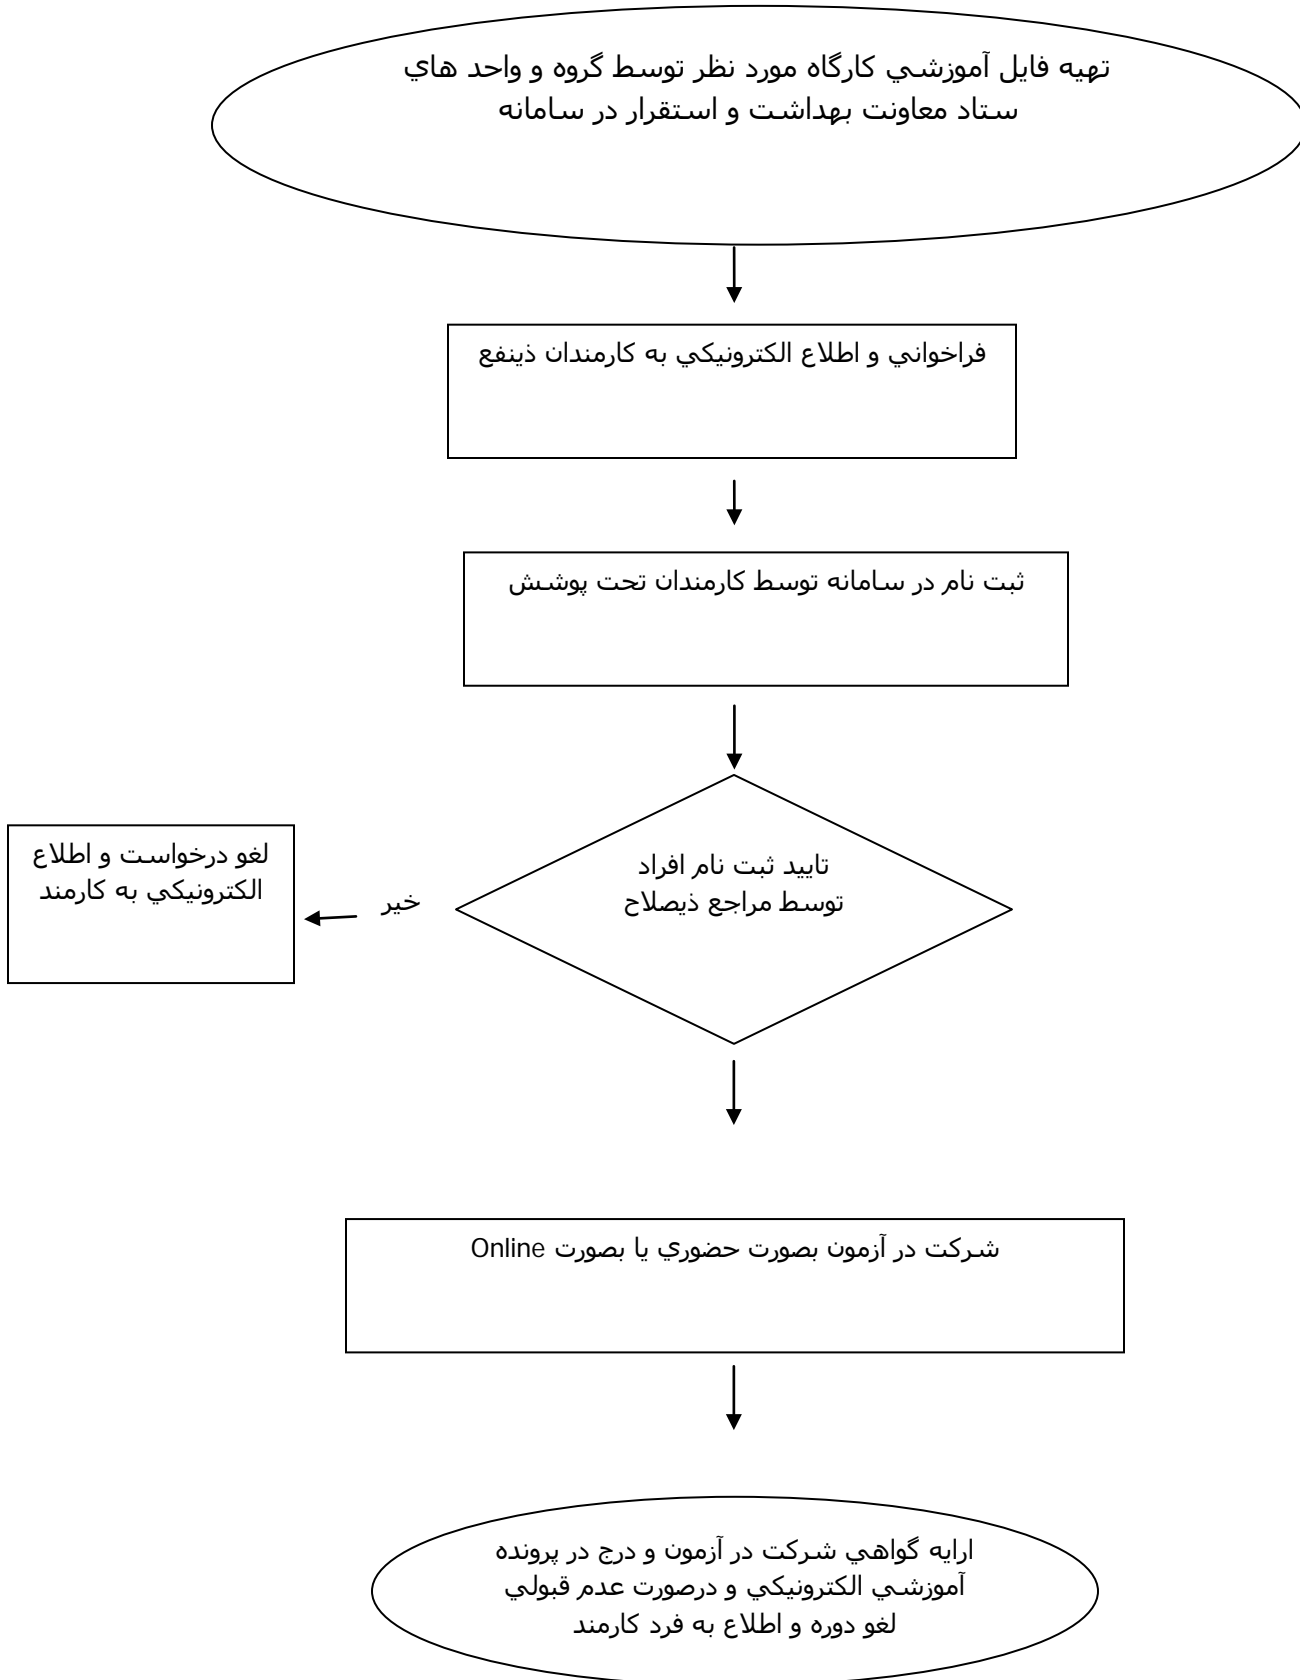 تهيه فايل آموزشي كارگاه مورد نظر توسط گروه و واحد هاي
ستاد معاونت بهداشت و استقرار در سامانه
فراخواني و اطلاع الكترونيكي به كارمندان ذينفع
ثبت نام در سامانه توسط كارمندان تحت پوشش
تاييد ثبت نام افراد
توسط مراجع ذيصلاح
خير
لغو درخواست و اطلاع
الكترونيكي به كارمند
شركت در آزمون بصورت حضوري يا بصورت Online
ارايه گواهي شركت در آزمون و درج در پرونده
آموزشي الكترونيكي و درصورت عدم قبولي
لغو دوره و اطلاع به فرد كارمند